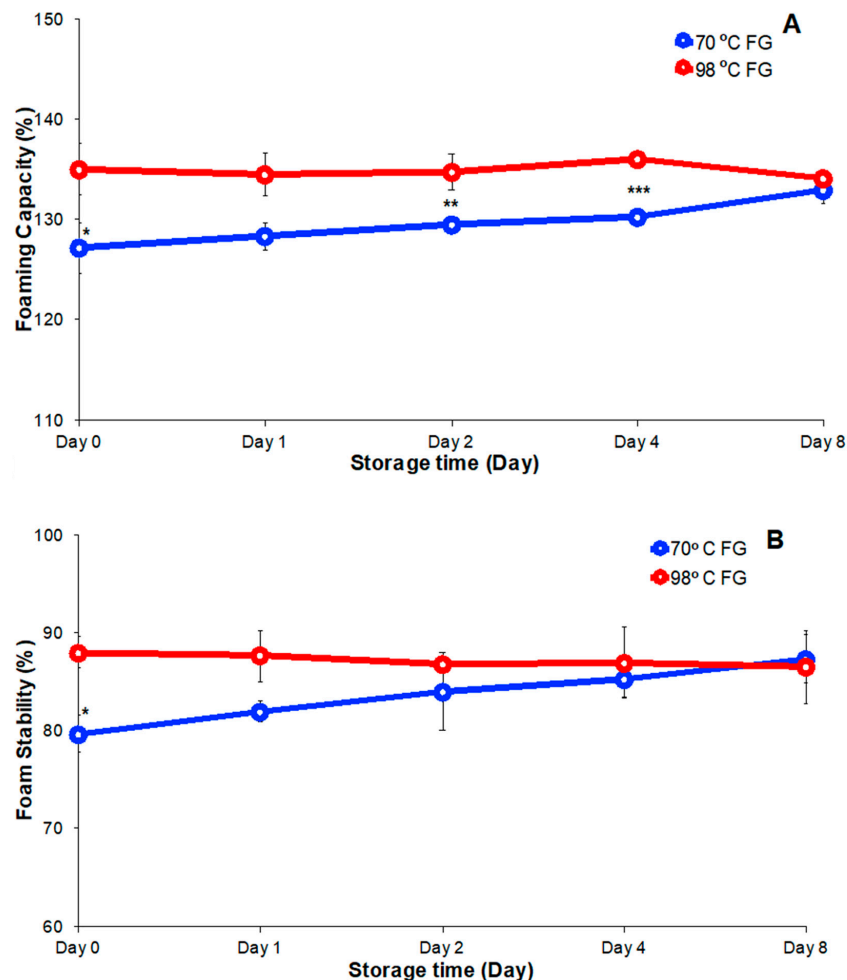 A
70 °C FG
98 °C FG
Foaming Capacity (%)
150
140
130
120
110
*
**
***
Day 0
Day 1
Day 2
Day 4
Day 8
Storage time (Day)
B
70º C FG
98º C FG
Foam Stability (%)
100
90
80
70
60
*
Day 0
Day 1
Day 2
Day 4
Day 8
Storage time (Day)